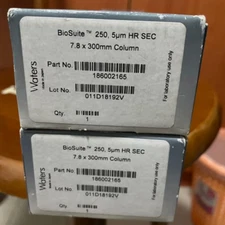 BioSuite™ 250, 5µm HR SEC
7.8 x 300mm Column
Part No.
186002165
Lot No
011D18192V
Qty.
1
Waters
For laboratory use only
BioSuite™ 250, 5µm HR SEC
7.8 x 300mm Column
Part No.
186002165
Lot No
011D18192V
Qty.
1
Waters
For laboratory use only